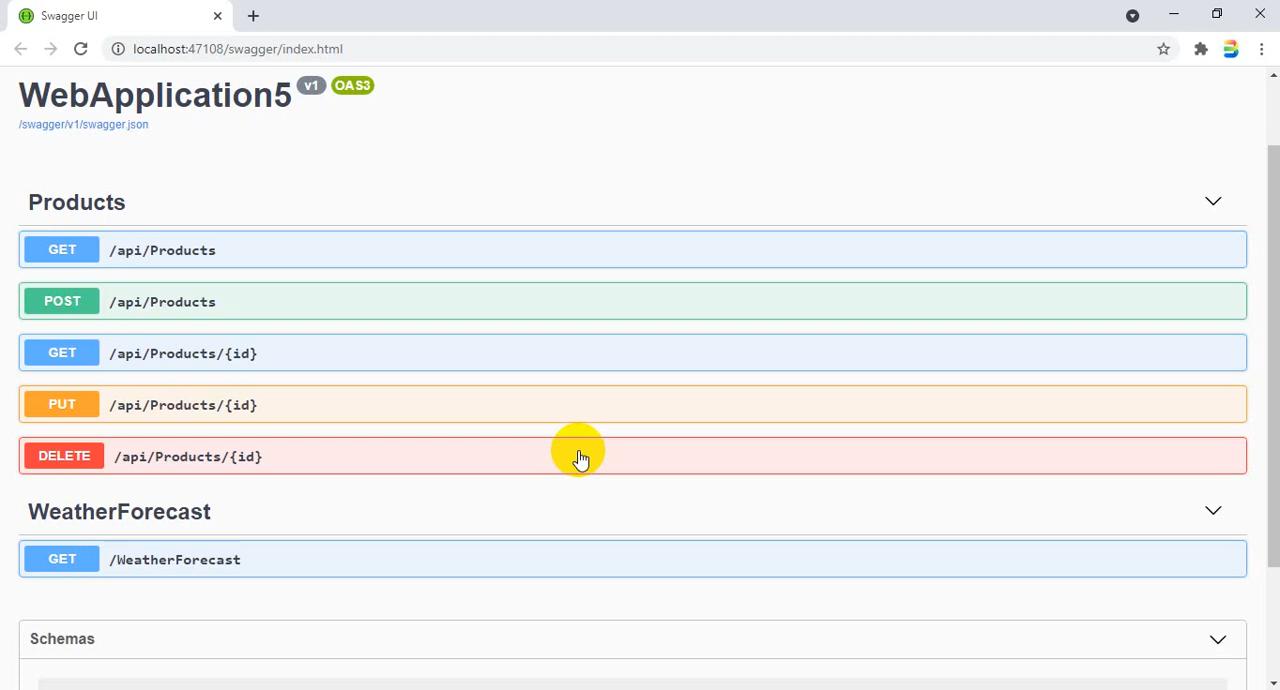 Swagger UI
localhost:47108/swagger/index.html
WebApplication5 v1 OAS3
/swagger/v1/swagger.json
Products
GET /api/Products
POST /api/Products
GET /api/Products/{id}
PUT /api/Products/{id}
DELETE /api/Products/{id}
WeatherForecast
GET /WeatherForecast
Schemas